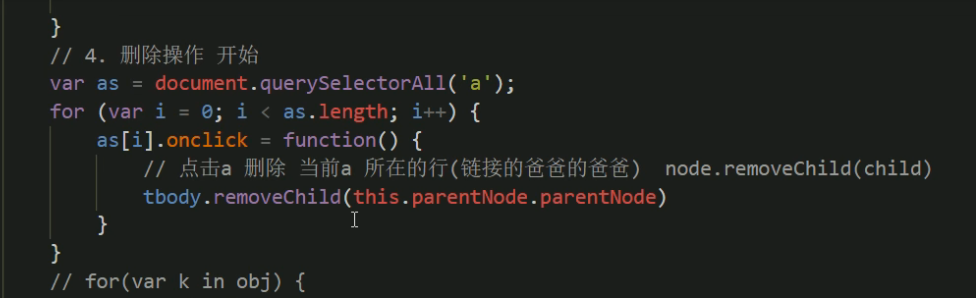 }
// 4. 删除操作 开始
var as = document.querySelectorAll('a');
for (var i = 0; i < as.length; i++) {
as[i].onclick = function() {
// 点击a 删除 当前a 所在的行(链接的爸爸的爸爸) node.removeChild(child)
tbody.removeChild(this.parentNode.parentNode)
}
}
// for(var k in obj) {